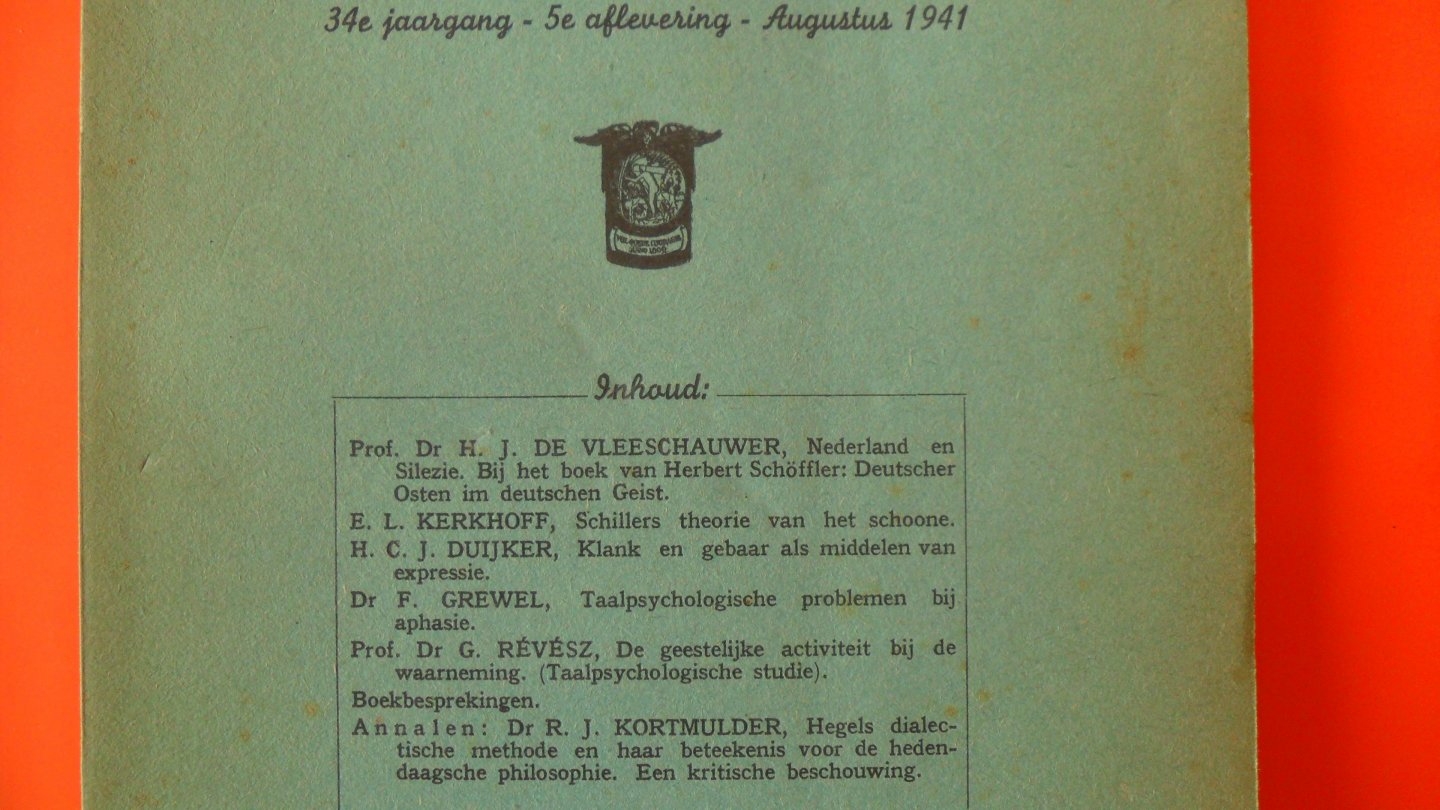 34e jaargang - 5e aflevering - Augustus 1941
Inhoud:
Prof. Dr H. J. DE VLEESCHAUWER, Nederland en
Silezie. Bij het boek van Herbert Schöffler: Deutscher
Osten im deutschen Geist.
E. L. KERKHOFF, Schillers theorie van het schoone.
H. C. J. DUIJKER, Klank en gebaar als middelen van
expressie.
Dr F. GREWEL, Taalpsychologische problemen bij
aphasie.
Prof. Dr G. RÉVÉSZ, De geestelijke activiteit bij de
waarneming. (Taalpsychologische studie).
Boekbesprekingen.
Annalen: Dr R. J. KORTMULDER, Hegels dialec-
tische methode en haar beteekenis voor de heden-
daagsche philosophie. Een kritische beschouwing.